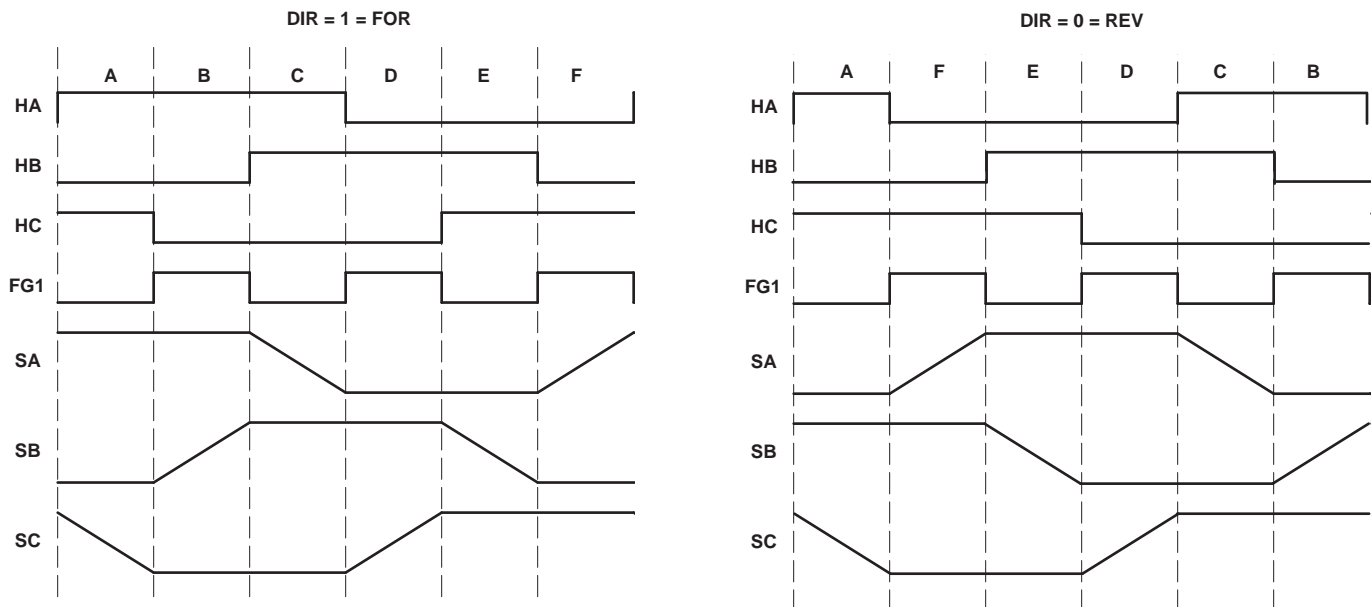 DIR = 1 = FOR
A B C D E F
HA
HB
HC
FG1
SA
SB
SC
DIR = 0 = REV
A F E D C B
HA
HB
HC
FG1
SA
SB
SC